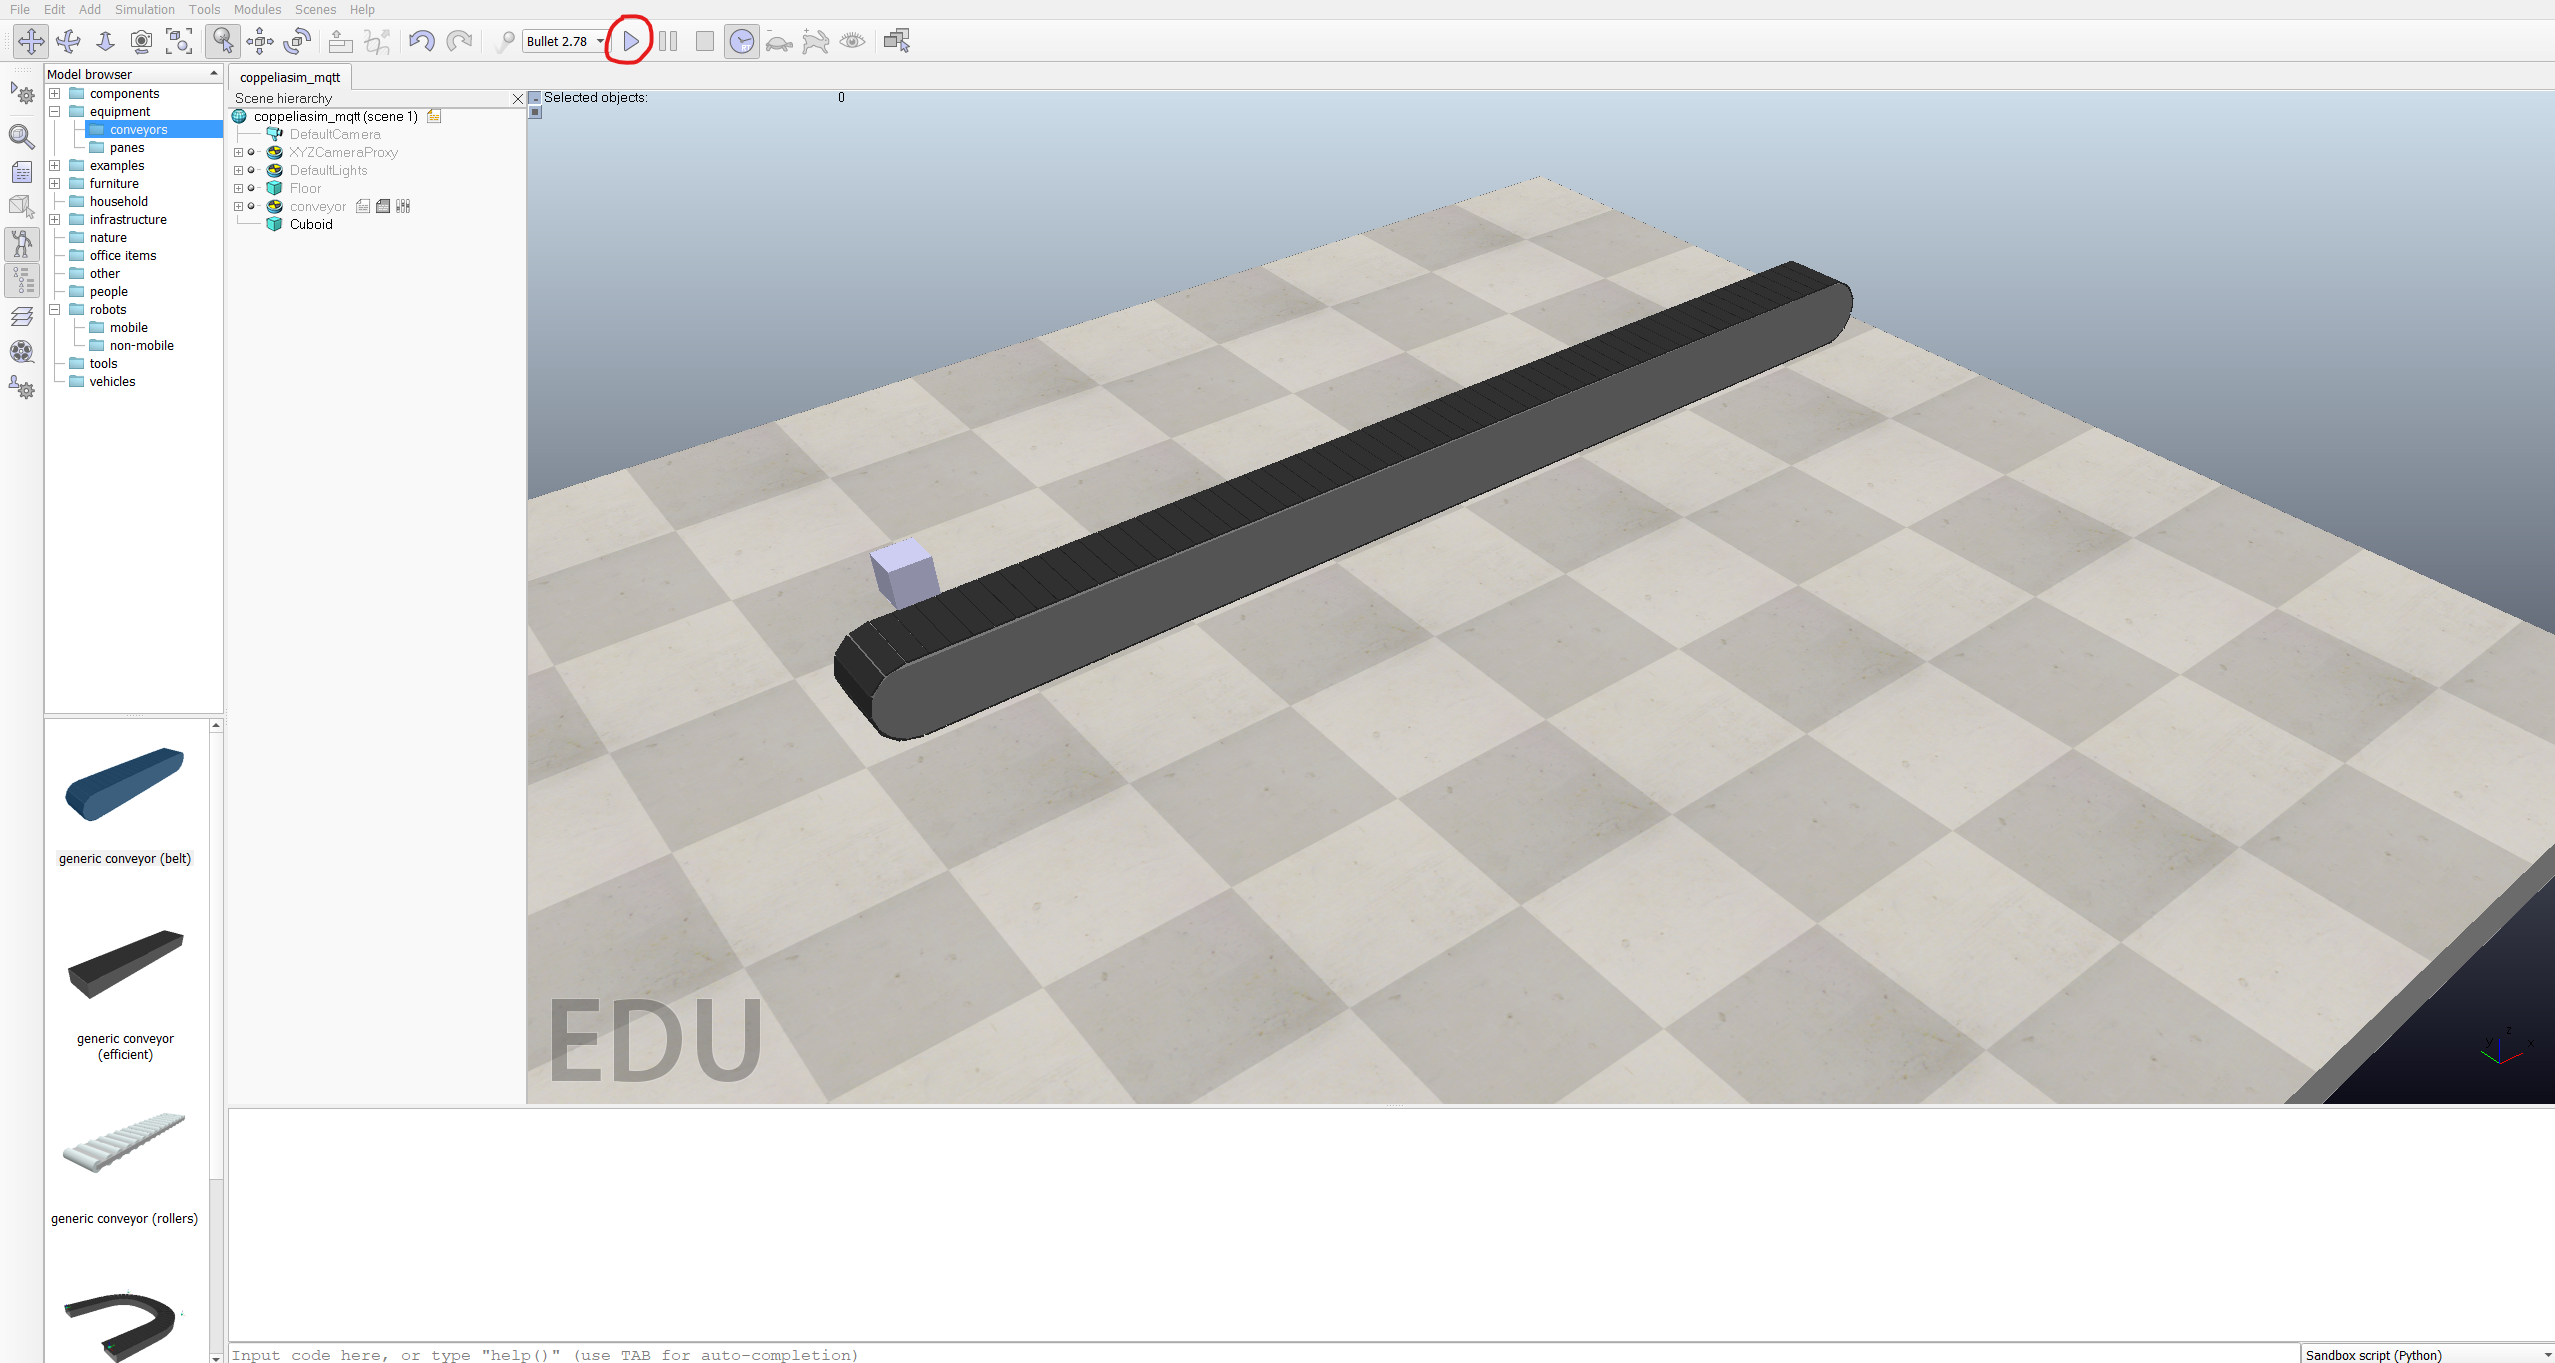 File Edit Add Simulation Tools Modules Scenes Help
Bullet 2.78
Model browser
components
equipment
conveyors
panes
examples
furniture
household
infrastructure
nature
office items
other
people
robots
mobile
non-mobile
tools
vehicles
generic conveyor (belt)
generic conveyor
(efficient)
generic conveyor (rollers)
coppeliasim_mqtt
Scene hierarchy
coppeliasim_mqtt (scene 1)
DefaultCamera
XYZCameraProxy
DefaultLights
Floor
conveyor
Cuboid
Selected objects: 0
EDU
z
y
x
Input code here, or type "help()" (use TAB for auto-completion)
Sandbox script (Python)